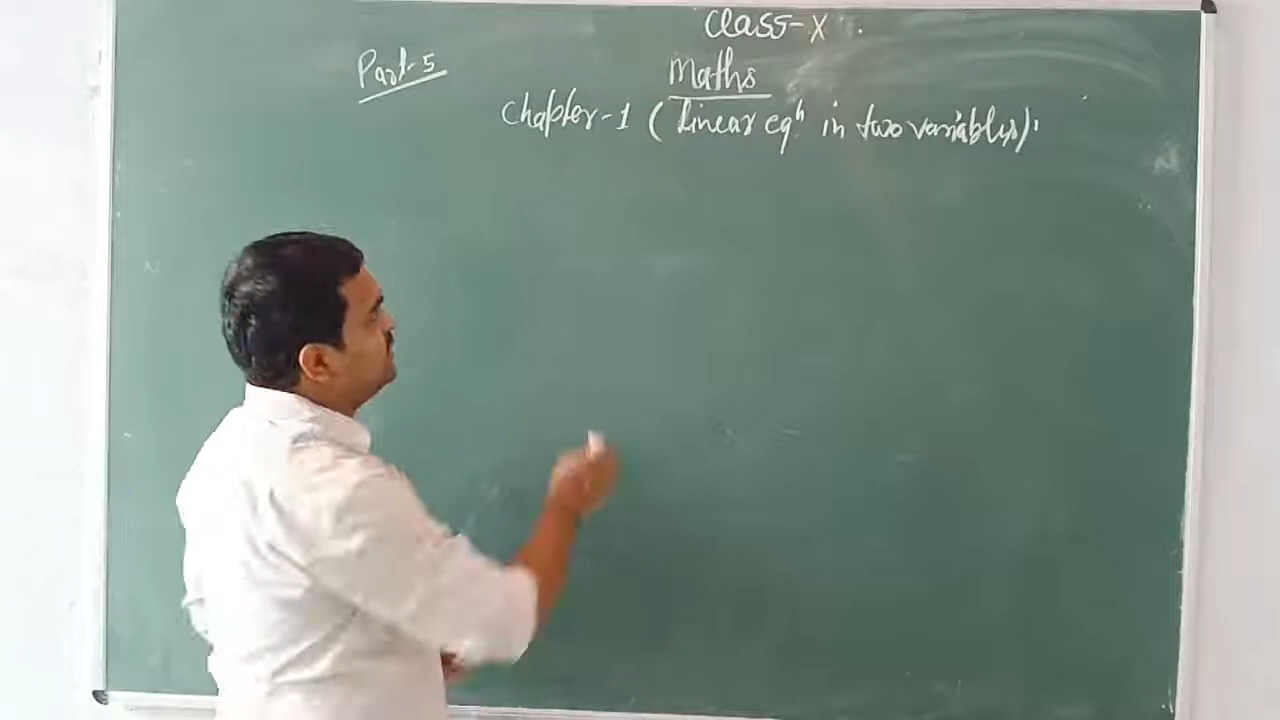 Class-X
Part-5
Maths
Chapter-1 (Linear eqn in two variables)